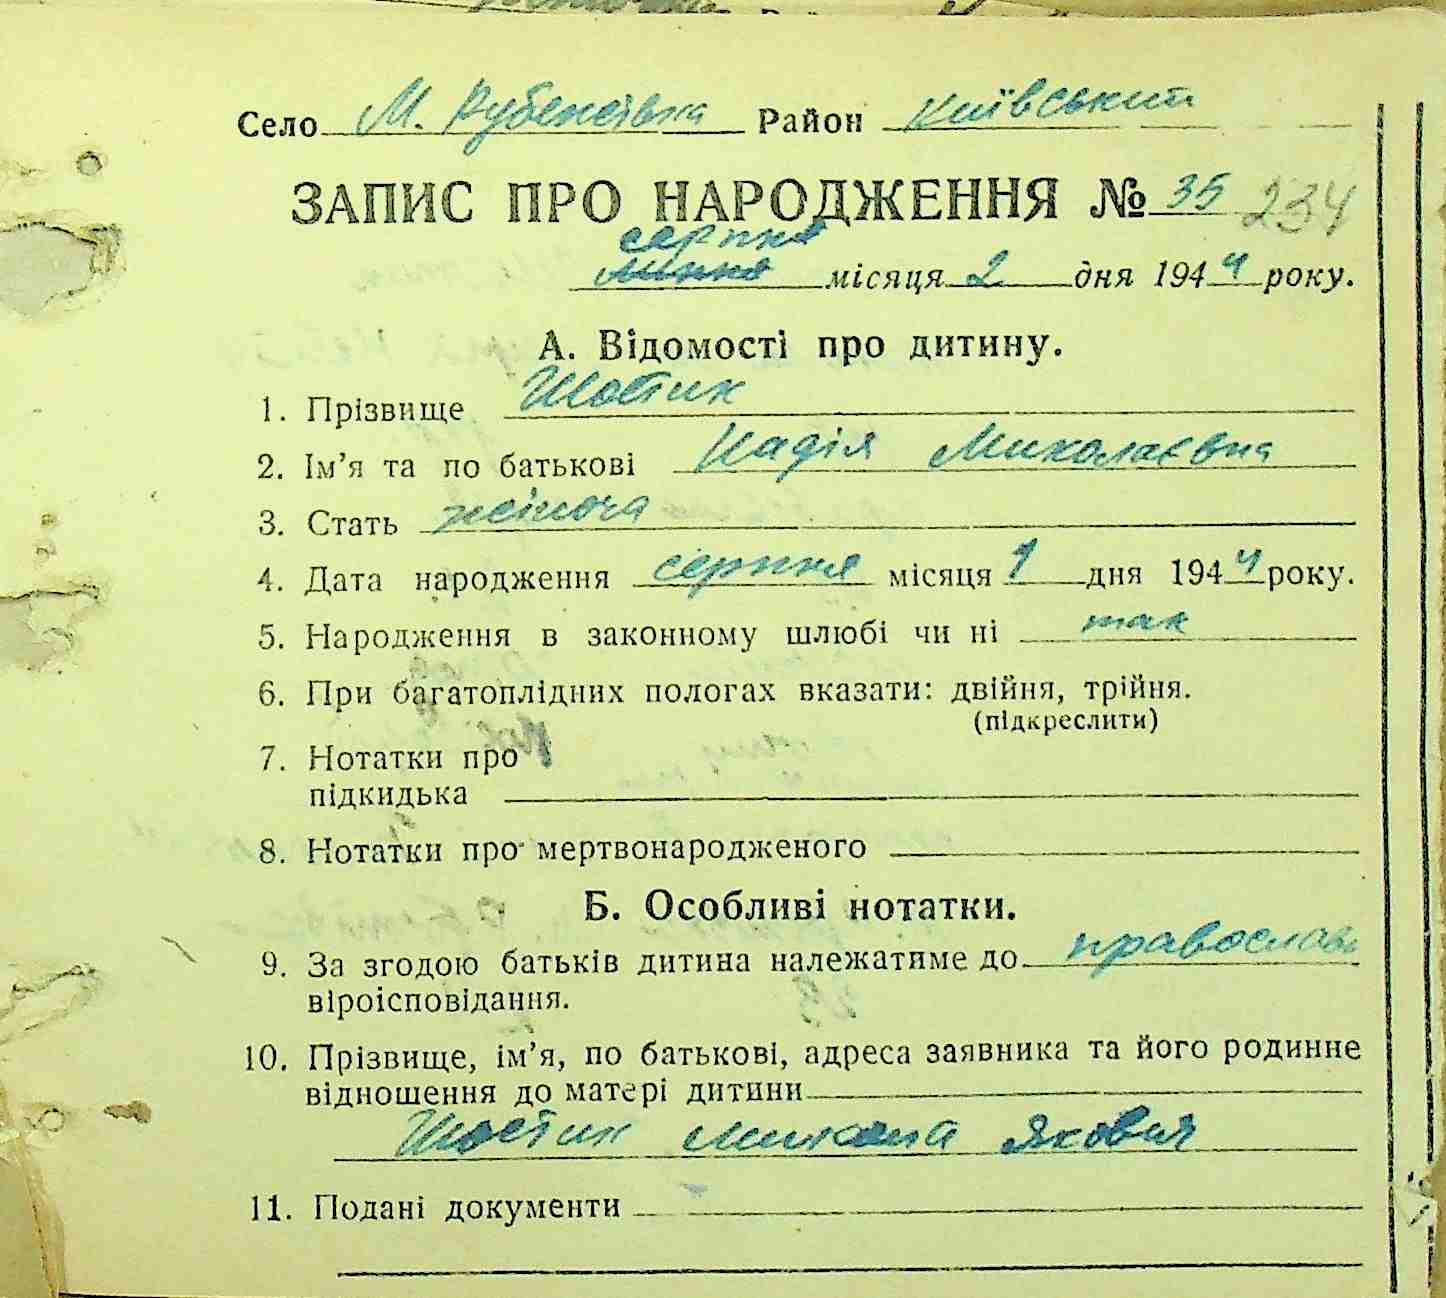 Село М. Рубежівка Район Київський
ЗАПИС ПРО НАРОДЖЕННЯ № 35 234
серпня
липня місяця 2 дня 1944 року.
А. Відомості про дитину.
1. Прізвище Шостик
2. Ім’я та по батькові Надія Миколаєвна
3. Стать жіноча
4. Дата народження серпня місяця 1 дня 1944 року.
5. Народження в законному шлюбі чи ні так
6. При багатоплідних пологах вказати: двійня, трійня.
(підкреслити)
7. Нотатки про
підкидька
8. Нотатки про мертвонародженого
Б. Особливі нотатки.
9. За згодою батьків дитина належатиме до православ
віроісповідання.
10. Прізвище, ім’я, по батькові, адреса заявника та його родинне
відношення до матері дитини
Шостик Микола Якович
11. Подані документи